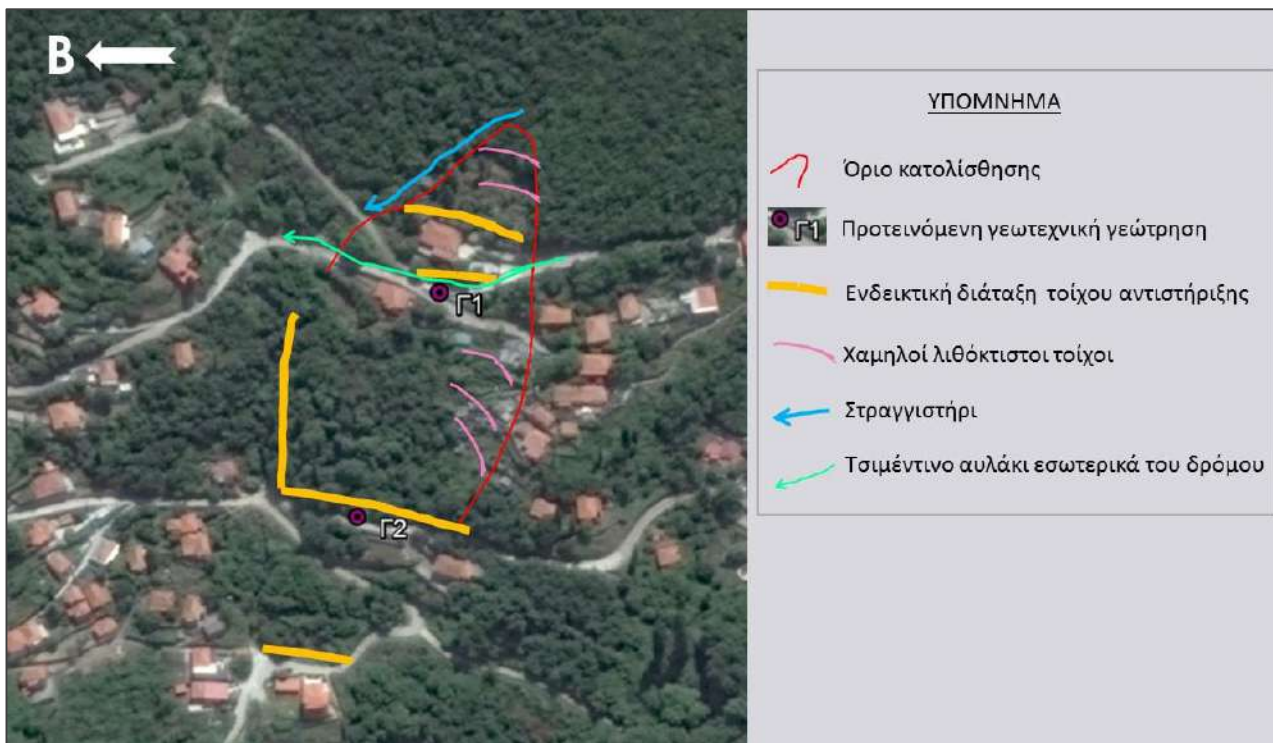 Β
Γ1
Γ2
ΥΠΟΜΝΗΜΑ
Όριο κατολίσθησης
Γ1
Προτεινόμενη γεωτεχνική γεώτρηση
Ενδεικτική διάταξη τοίχου αντιστήριξης
Χαμηλοί λιθόκτιστοι τοίχοι
Στραγγιστήρι
Τσιμέντινο αυλάκι εσωτερικά του δρόμου